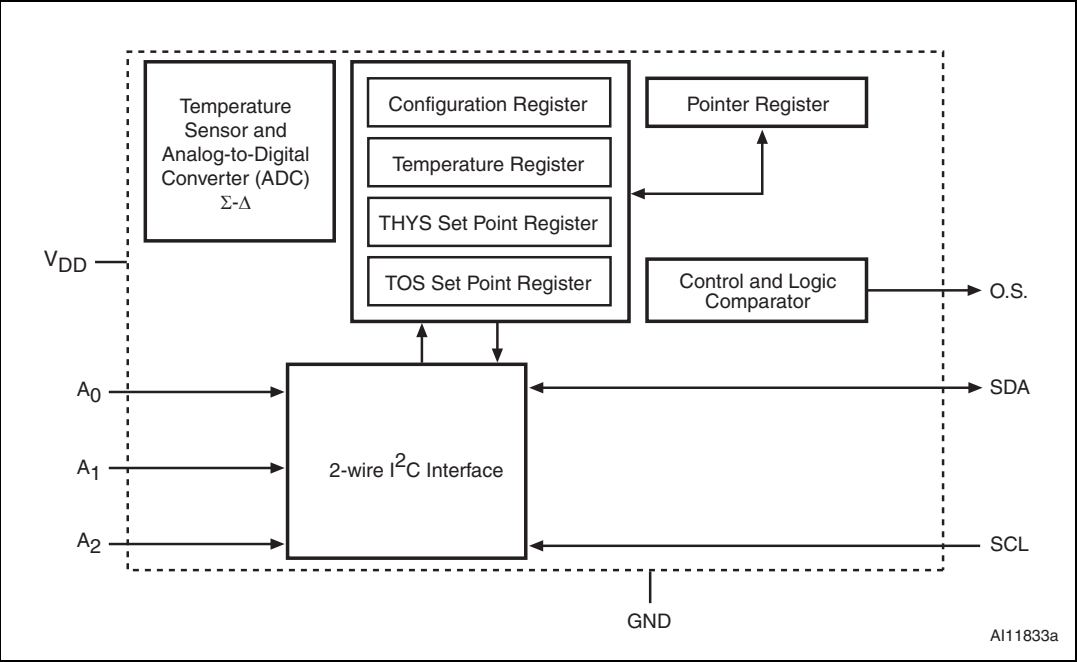 Temperature
Sensor and
Analog-to-Digital
Converter (ADC)
Σ-Δ
Configuration Register
Temperature Register
THYS Set Point Register
TOS Set Point Register
Pointer Register
Control and Logic
Comparator
VDD
O.S.
A0
A1
A2
2-wire I2C Interface
SDA
SCL
GND
AI11833a